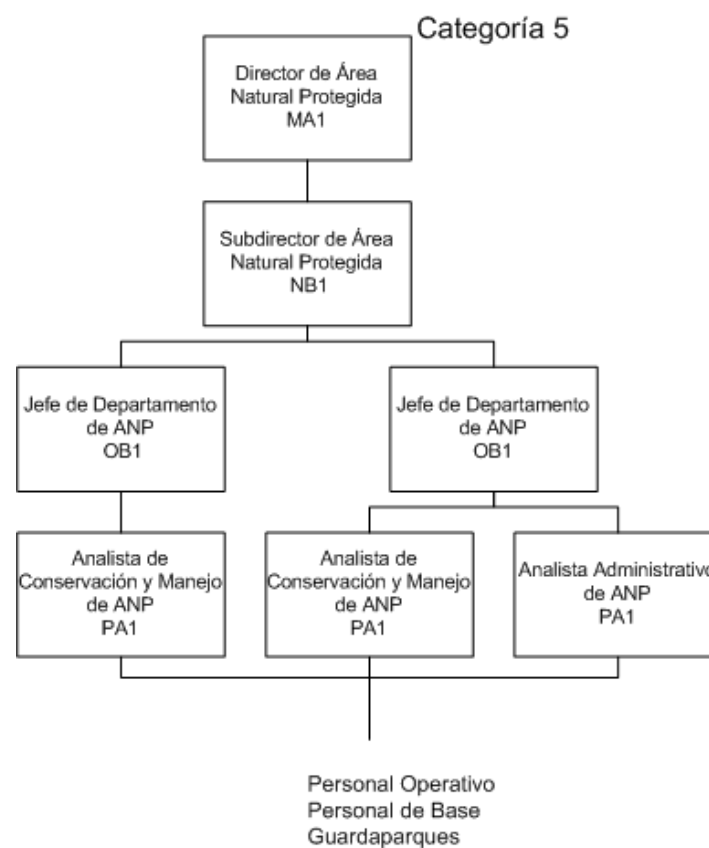 Categoría 5
Director de Área
Natural Protegida
MA1
Subdirector de Área
Natural Protegida
NB1
Jefe de Departamento
de ANP
OB1
Jefe de Departamento
de ANP
OB1
Analista de
Conservación y Manejo
de ANP
PA1
Analista de
Conservación y Manejo
de ANP
PA1
Analista Administrativo
de ANP
PA1
Personal Operativo
Personal de Base
Guardaparques